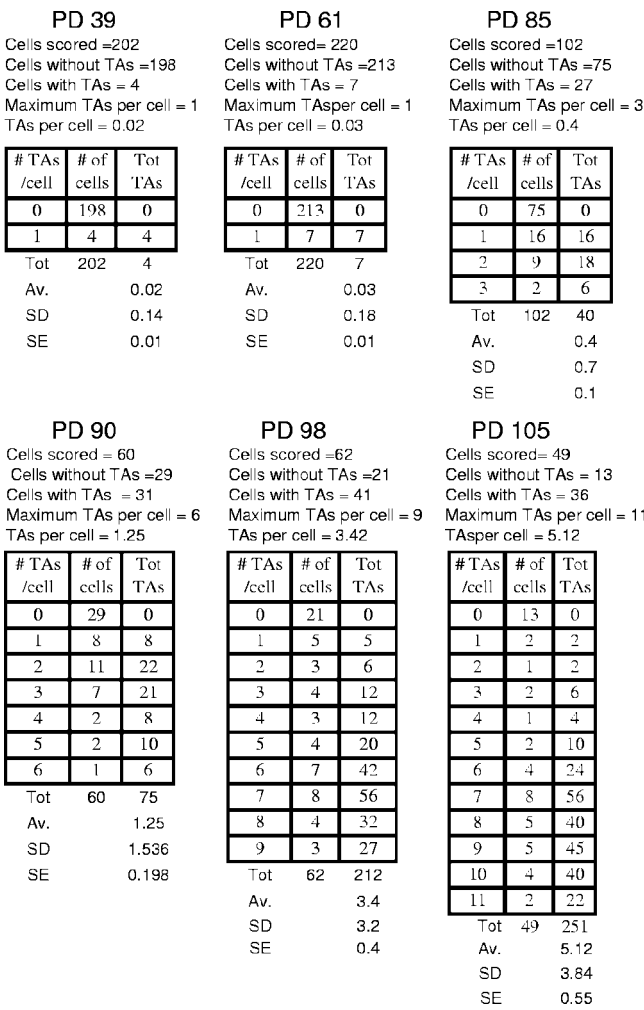 PD 39
Cells scored =202
Cells without TAs =198
Cells with TAs = 4
Maximum TAs per cell = 1
TAs per cell = 0.02
# TAs /cell # of cells Tot TAs
0 198 0
1 4 4
Tot 202 4
Av. 0.02
SD 0.14
SE 0.01
PD 61
Cells scored= 220
Cells without TAs =213
Cells with TAs = 7
Maximum TAsper cell = 1
TAs per cell = 0.03
# TAs /cell # of cells Tot TAs
0 213 0
1 7 7
Tot 220 7
Av. 0.03
SD 0.18
SE 0.01
PD 85
Cells scored =102
Cells without TAs =75
Cells with TAs = 27
Maximum TAs per cell = 3
TAs per cell = 0.4
# TAs /cell # of cells Tot TAs
0 75 0
1 16 16
2 9 18
3 2 6
Tot 102 40
Av. 0.4
SD 0.7
SE 0.1
PD 90
Cells scored = 60
Cells without TAs =29
Cells with TAs = 31
Maximum TAs per cell = 6
TAs per cell = 1.25
# TAs /cell # of cells Tot TAs
0 29 0
1 8 8
2 11 22
3 7 21
4 2 8
5 2 10
6 1 6
Tot 60 75
Av. 1.25
SD 1.536
SE 0.198
PD 98
Cells scored =62
Cells without TAs =21
Cells with TAs = 41
Maximum TAs per cell = 9
TAs per cell = 3.42
# TAs /cell # of cells Tot TAs
0 21 0
1 5 5
2 3 6
3 4 12
4 3 12
5 4 20
6 7 42
7 8 56
8 4 32
9 3 27
Tot 62 212
Av. 3.4
SD 3.2
SE 0.4
PD 105
Cells scored= 49
Cells without TAs = 13
Cells with TAs = 36
Maximum TAs per cell = 11
TAsper cell = 5.12
# TAs /cell # of cells Tot TAs
0 13 0
1 2 2
2 1 2
3 2 6
4 1 4
5 2 10
6 4 24
7 8 56
8 5 40
9 5 45
10 4 40
11 2 22
Tot 49 251
Av. 5.12
SD 3.84
SE 0.55